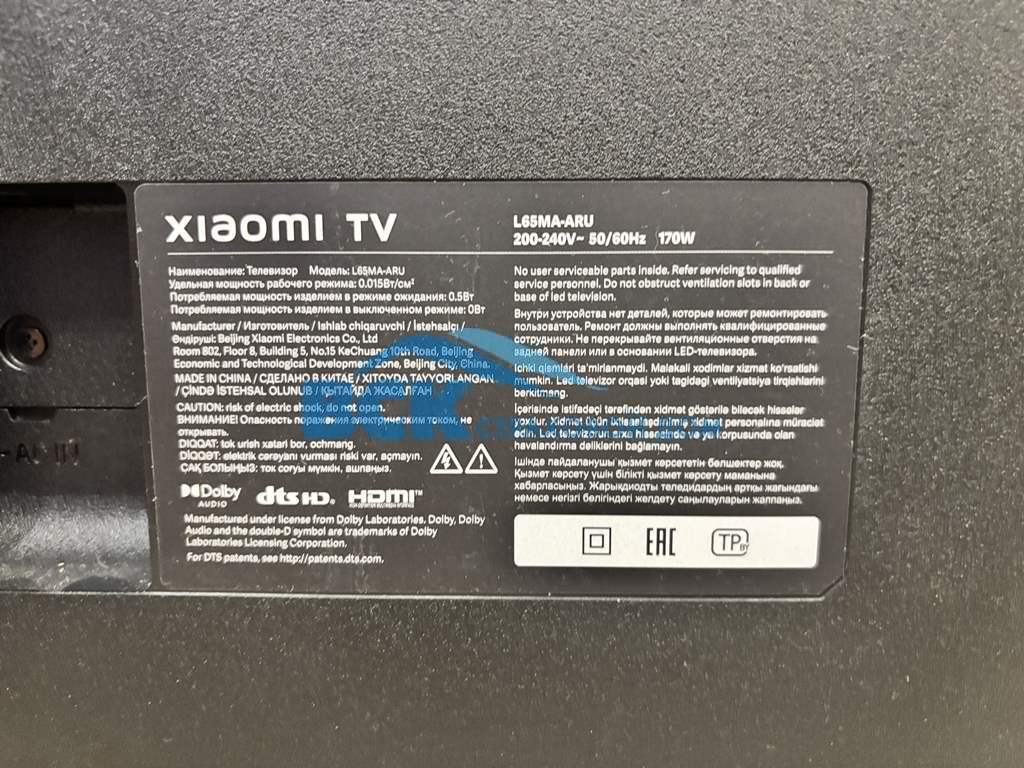 XIAOMI TV
Наименование: Телевизор Модель: L65MA-ARU
Удельная мощность рабочего режима: 0.015Вт/см²
Потребляемая мощность изделием в режиме ожидания: 0.5Вт
Потребляемая мощность изделием в выключенном режиме: 0Вт
Manufacturer / Изготовитель / Ishlab chiqaruvchi / İstehsalçı /
Өндіруші: Beijing Xiaomi Electronics Co., Ltd
Room 802, Floor 8, Building 5, No.15 KeChuang 10th Road, Beijing
Economic and Technological Development Zone, Beijing City, China.
MADE IN CHINA / СДЕЛАНО В КИТАЕ / XITOYDA TAYYORLANGAN
/ ÇİNDƏ İSTEHSAL OLUNUB / ҚЫТАЙДА ЖАСАЛҒАН
CAUTION: risk of electric shock, do not open.
ВНИМАНИЕ! Опасность поражения электрическим током, не
открывать.
DIQQAT: tok urish xatari bor, ochmang.
DİQQƏT: elektrik cərəyanı vurması riski var, açmayın.
САҚ БОЛЫҢЫЗ: ток соғуы мүмкін, ашпаңыз.
Dolby
AUDIO
dts HD.
HDMI™
Manufactured under license from Dolby Laboratories. Dolby, Dolby
Audio and the double-D symbol are trademarks of Dolby
Laboratories Licensing Corporation.
For DTS patents, see http://patents.dts.com.
L65MA-ARU
200-240V~ 50/60Hz 170W
No user serviceable parts inside. Refer servicing to qualified
service personnel. Do not obstruct ventilation slots in back or
base of led television.
Внутри устройства нет деталей, которые может ремонтировать
пользователь. Ремонт должны выполнять квалифицированные
сотрудники. Не перекрывайте вентиляционные отверстия на
задней панели или в основании LED-телевизора.
Ichki qismlari ta'mirlanmaydi. Malakali xodimlar xizmat ko'rsatishi
mumkin. Led televizor orqasi yoki tagidagi ventilyatsiya tirqishlarini
berkitmang.
İçerisində istifadəçi tərəfindən xidmət göstərilə biləcək hissələr
yoxdur. Xidmət üçün ixtisaslaşdırılmış xidmət personalına müraciət
edin. Led televizorun arxa hissəsində və ya korpusunda olan
havalandırma deliklərini bağlamayın.
Ішінде пайдаланушы қызмет көрсететін бөлшектер жоқ.
Қызмет көрсету үшін білікті қызмет көрсету маманына
хабарласыңыз. Жарықдиодты теледидардың артқы жағындағы
немесе негізгі бөлігіндегі желдету саңылауларын жаппаңыз.
EAC
TP BY